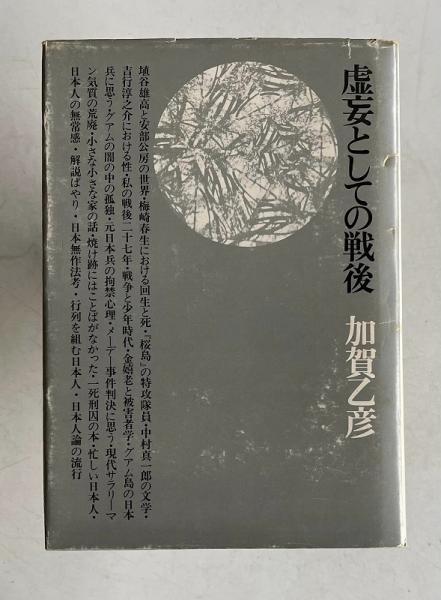 虚妄としての戦後
加賀乙彦
埴谷雄高と安部公房の世界・梅崎春生における回生と死・『桜島』の特攻隊員・中村真一郎の文学・
吉行淳之介における性・私の戦後二十七年・戦争と少年時代・金嬉老と被害者学・グアム島の日本
兵に思う・グアムの闇の中の孤独・元日本兵の拘禁心理・メーデー事件判決に思う・現代サラリーマ
ン気質の荒廃・小さな小さな家の話・焼け跡にはことばがなかった・一死刑囚の本・忙しい日本人・
日本人の無常感・解説ばやり・日本無作法考・行列を組む日本人・日本人論の流行